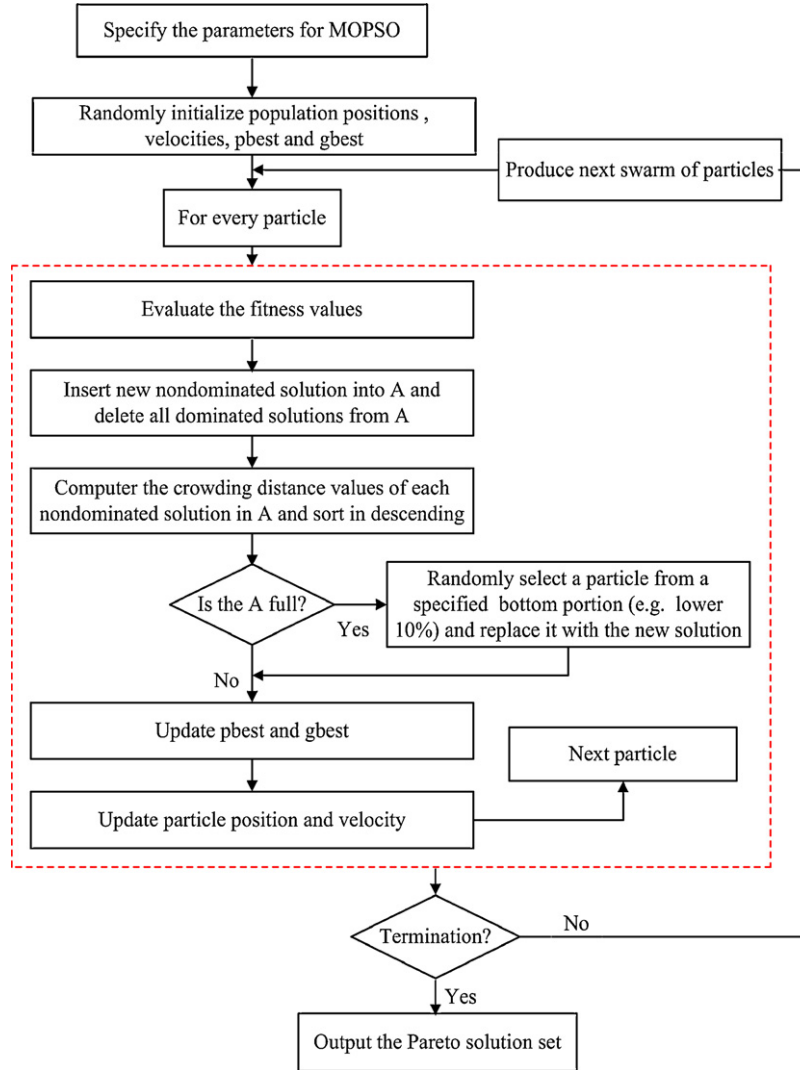 Specify the parameters for MOPSO
Randomly initialize population positions ,
velocities, pbest and gbest
Produce next swarm of particles
For every particle
Evaluate the fitness values
Insert new nondominated solution into A and
delete all dominated solutions from A
Computer the crowding distance values of each
nondominated solution in A and sort in descending
Is the A full?
Yes
Randomly select a particle from a
specified bottom portion (e.g. lower
10%) and replace it with the new solution
No
Update pbest and gbest
Next particle
Update particle position and velocity
Termination?
No
Yes
Output the Pareto solution set